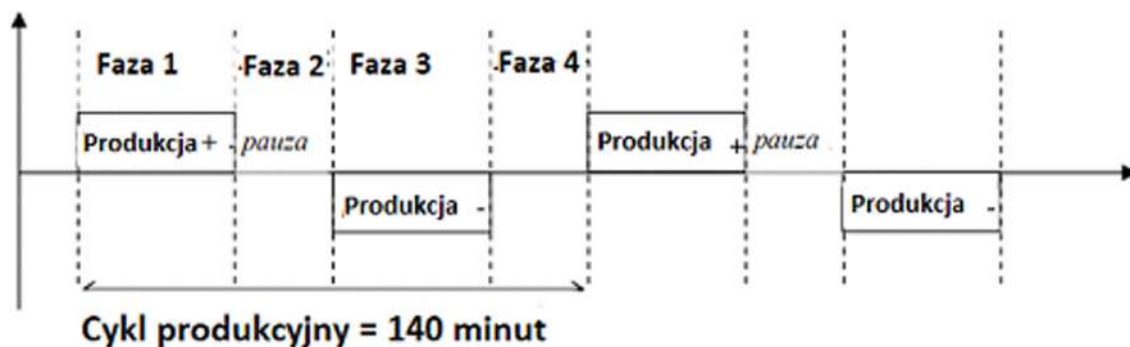 Faza 1 Faza 2 Faza 3 Faza 4
Produkcja + - pauza Produkcja + pauza
Produkcja - Produkcja -
Cykl produkcyjny = 140 minut